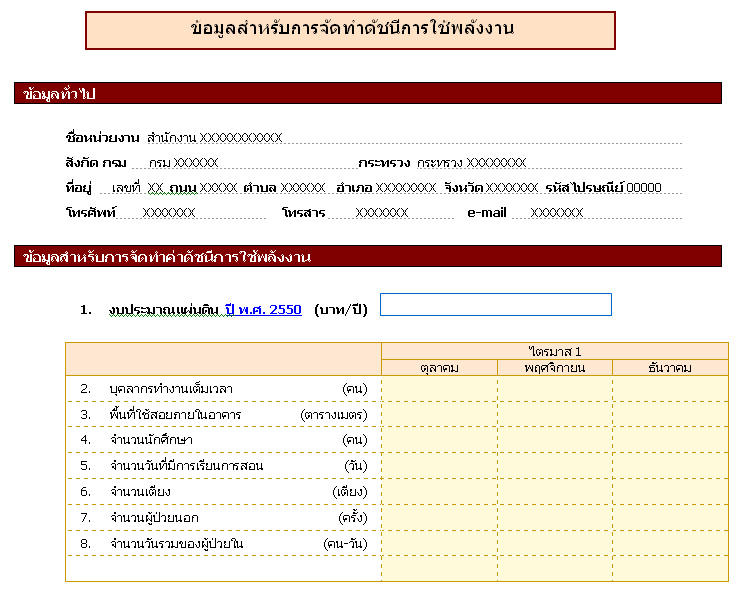 ข้อมูลสำหรับการจัดทำดัชนีการใช้พลังงาน
ข้อมูลทั่วไป
ชื่อหน่วยงาน สำนักงาน XXXXXXXXXXX
สังกัด กรม กรม XXXXXX กระทรวง กระทรวง XXXXXXXX
ที่อยู่ เลขที่ XX ถนน XXXXX ตำบล XXXXXX อำเภอ XXXXXXXX จังหวัด XXXXXXX รหัสไปรษณีย์ 00000
โทรศัพท์ XXXXXXX โทรสาร XXXXXXX e-mail XXXXXXX
ข้อมูลสำหรับการจัดทำค่าดัชนีการใช้พลังงาน
1. งบประมาณแผ่นดิน ปี พ.ศ. 2550 (บาท/ปี)
ไตรมาส 1
ตุลาคม พฤศจิกายน ธันวาคม
2. บุคลากรทำงานเต็มเวลา (คน)
3. พื้นที่ใช้สอยภายในอาคาร (ตารางเมตร)
4. จำนวนนักศึกษา (คน)
5. จำนวนวันที่มีการเรียนการสอน (วัน)
6. จำนวนเตียง (เตียง)
7. จำนวนผู้ป่วยนอก (ครั้ง)
8. จำนวนวันรวมของผู้ป่วยใน (คน-วัน)